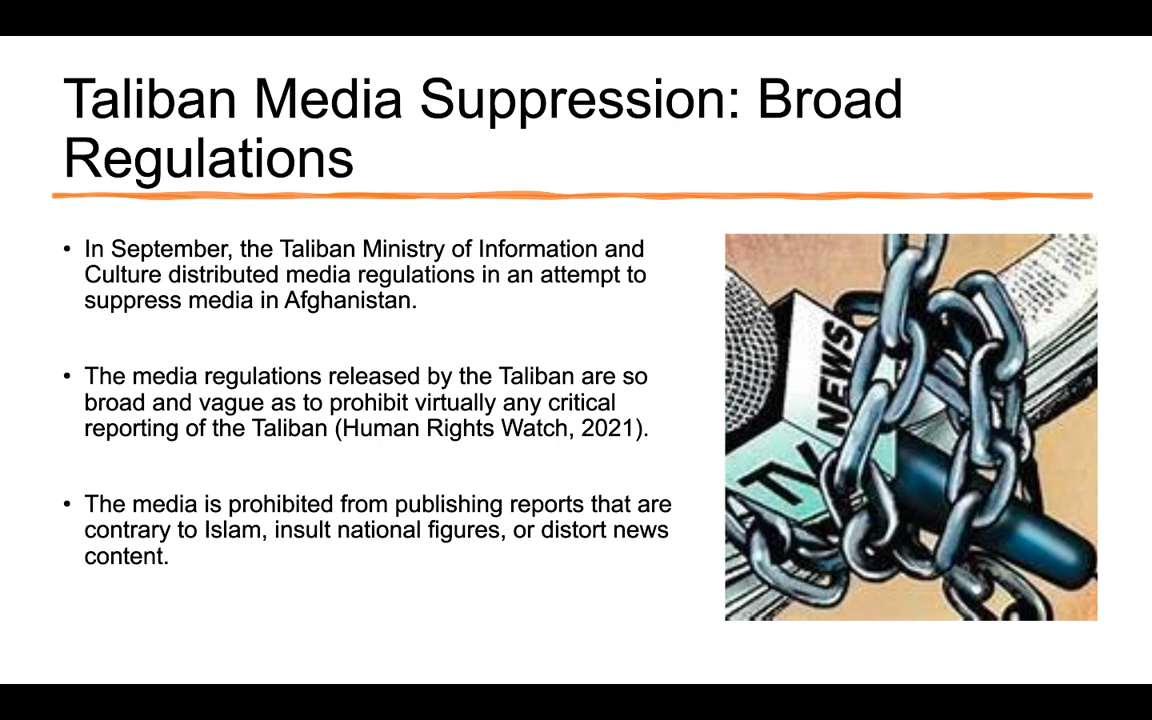 Taliban Media Suppression: Broad
Regulations
• In September, the Taliban Ministry of Information and
Culture distributed media regulations in an attempt to
suppress media in Afghanistan.
• The media regulations released by the Taliban are so
broad and vague as to prohibit virtually any critical
reporting of the Taliban (Human Rights Watch, 2021).
• The media is prohibited from publishing reports that are
contrary to Islam, insult national figures, or distort news
content.
NEWS
TV